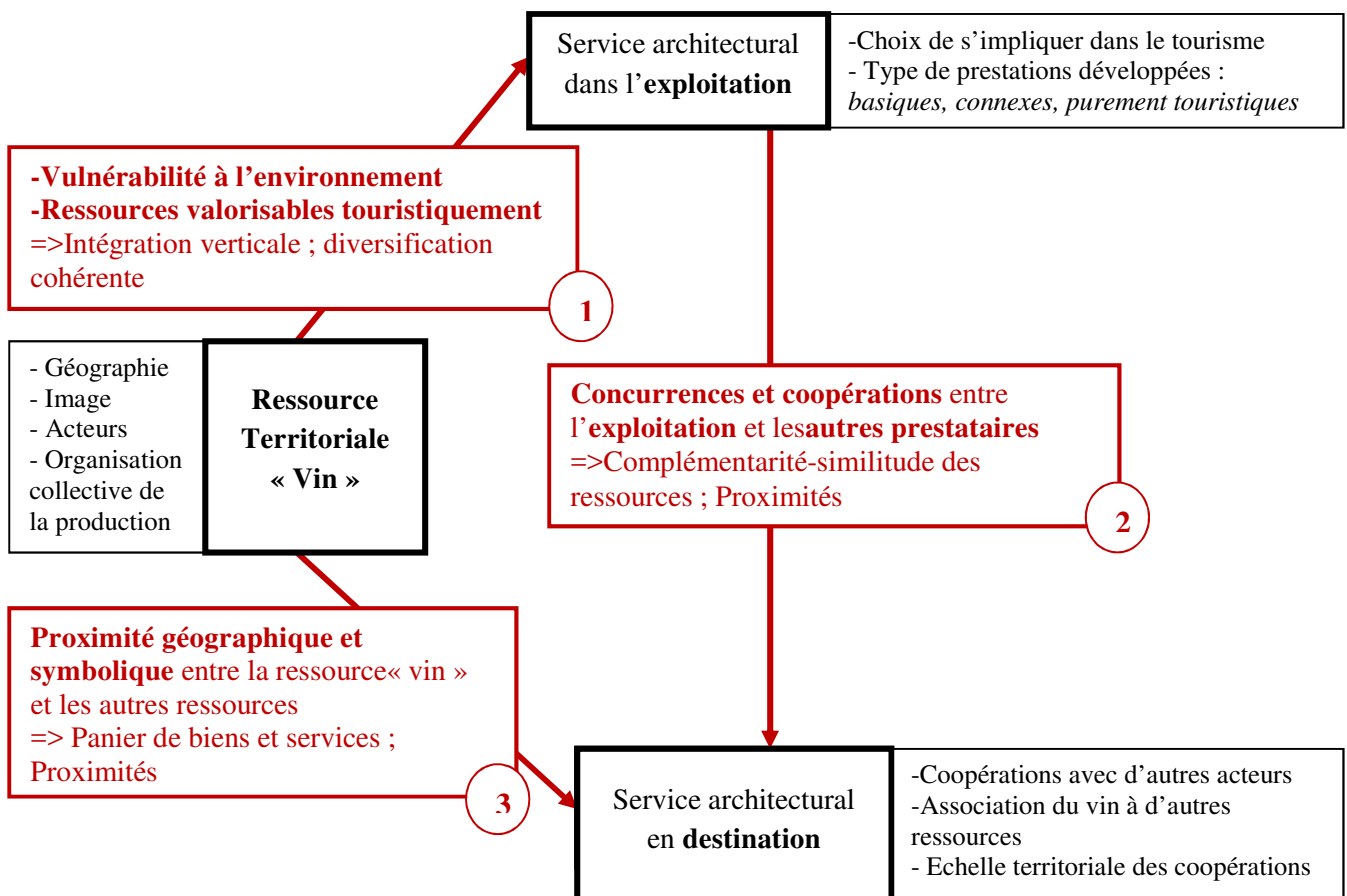 Service architectural
dans l’exploitation
-Choix de s’impliquer dans le tourisme
- Type de prestations développées :
basiques, connexes, purement touristiques
-Vulnérabilité à l’environnement
-Ressources valorisables touristiquement
=>Intégration verticale ; diversification
cohérente
1
- Géographie
- Image
- Acteurs
- Organisation
collective de
la production
Ressource
Territoriale
« Vin »
Concurrences et coopérations entre
l’exploitation et lesautres prestataires
=>Complémentarité-similitude des
ressources ; Proximités
2
Proximité géographique et
symbolique entre la ressource« vin »
et les autres ressources
=> Panier de biens et services ;
Proximités
3
Service architectural
en destination
-Coopérations avec d’autres acteurs
-Association du vin à d’autres
ressources
- Echelle territoriale des coopérations